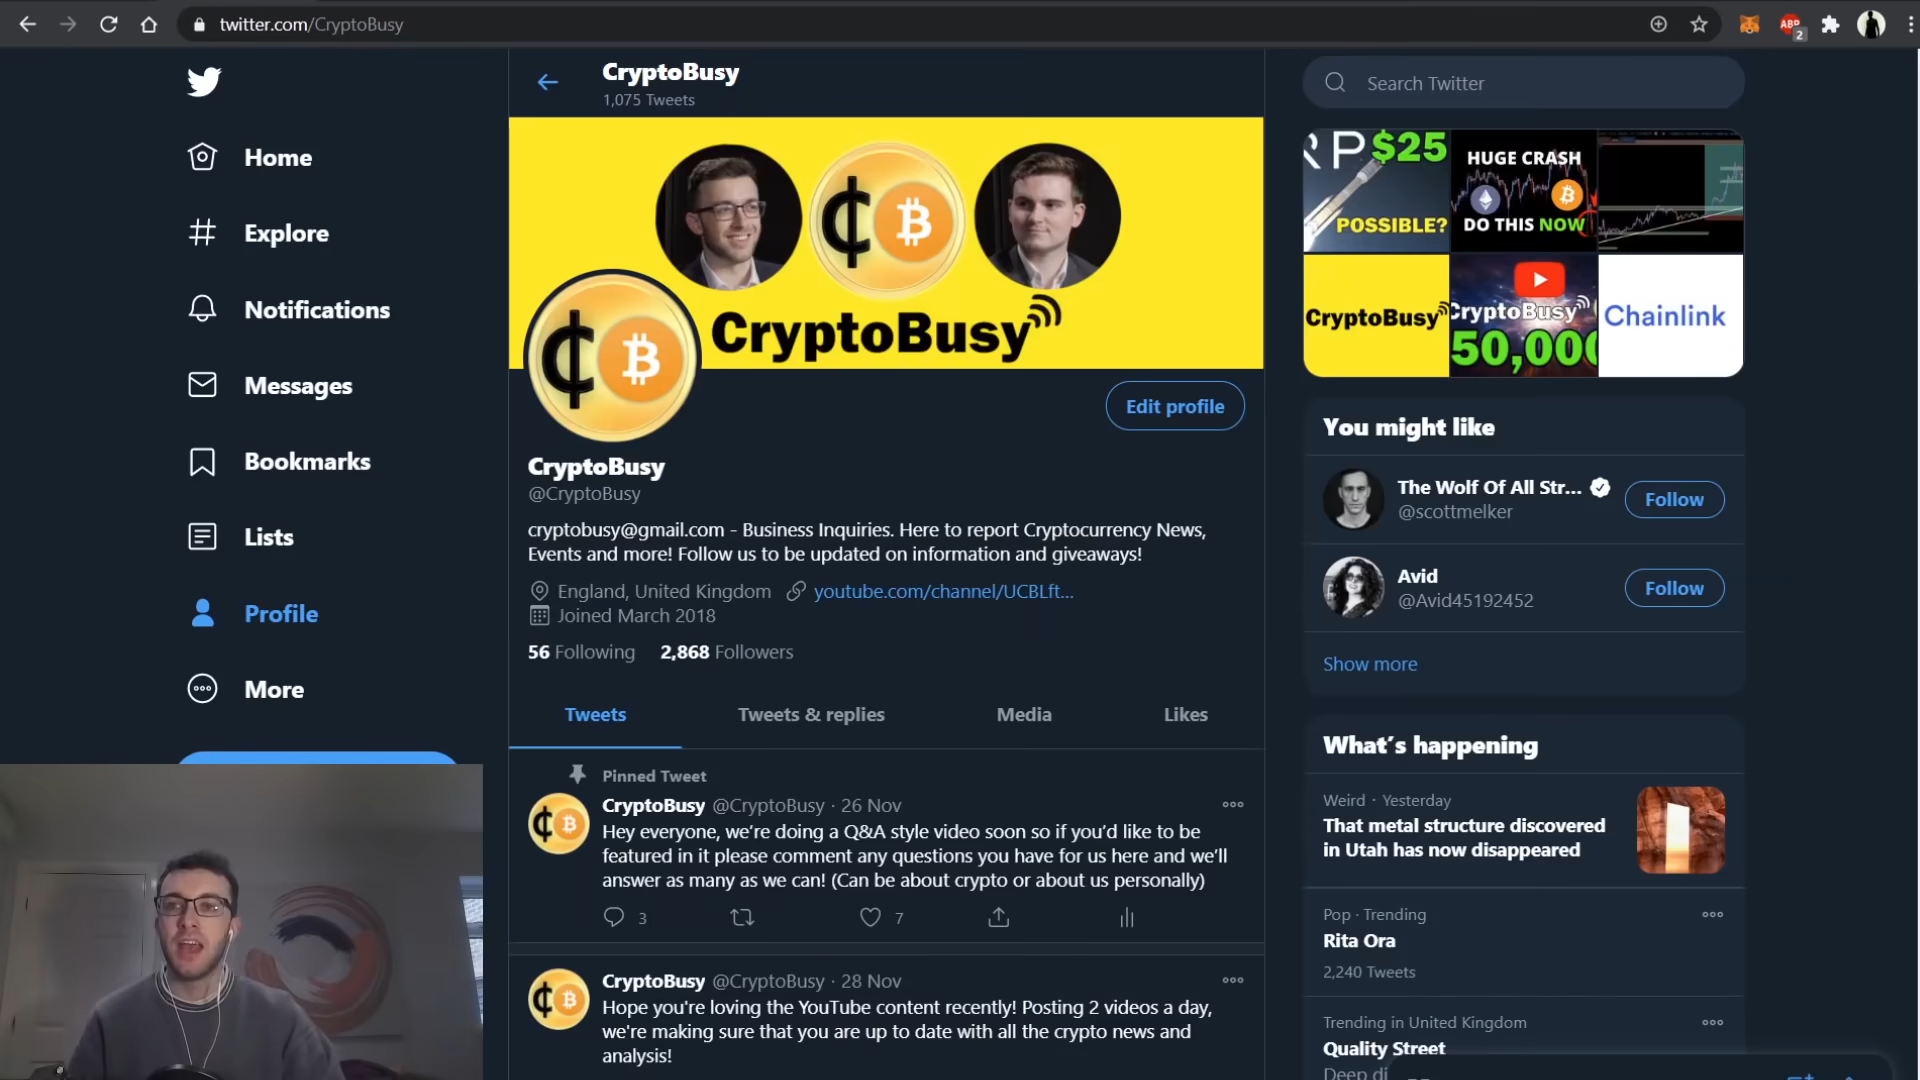 twitter.com/CryptoBusy
ABP
2
CryptoBusy
1,075 Tweets
Search Twitter
Home
Explore
Notifications
Messages
Bookmarks
Lists
Profile
More
CryptoBusy
RP $25
POSSIBLE?
HUGE CRASH
DO THIS NOW
CryptoBusy
CryptoBusy
50,000
Chainlink
Edit profile
CryptoBusy
@CryptoBusy
cryptobusy@gmail.com - Business Inquiries. Here to report Cryptocurrency News,
Events and more! Follow us to be updated on information and giveaways!
England, United Kingdom youtube.com/channel/UCBLft...
Joined March 2018
56 Following 2,868 Followers
Tweets Tweets & replies Media Likes
Pinned Tweet
CryptoBusy @CryptoBusy · 26 Nov
Hey everyone, we're doing a Q&A style video soon so if you'd like to be
featured in it please comment any questions you have for us here and we'll
answer as many as we can! (Can be about crypto or about us personally)
3 7
CryptoBusy @CryptoBusy · 28 Nov
Hope you're loving the YouTube content recently! Posting 2 videos a day,
we're making sure that you are up to date with all the crypto news and
analysis!
You might like
The Wolf Of All Str...
@scottmelker
Follow
Avid
@Avid45192452
Follow
Show more
What's happening
Weird · Yesterday
That metal structure discovered
in Utah has now disappeared
Pop · Trending
Rita Ora
2,240 Tweets
Trending in United Kingdom
Quality Street
Deep di